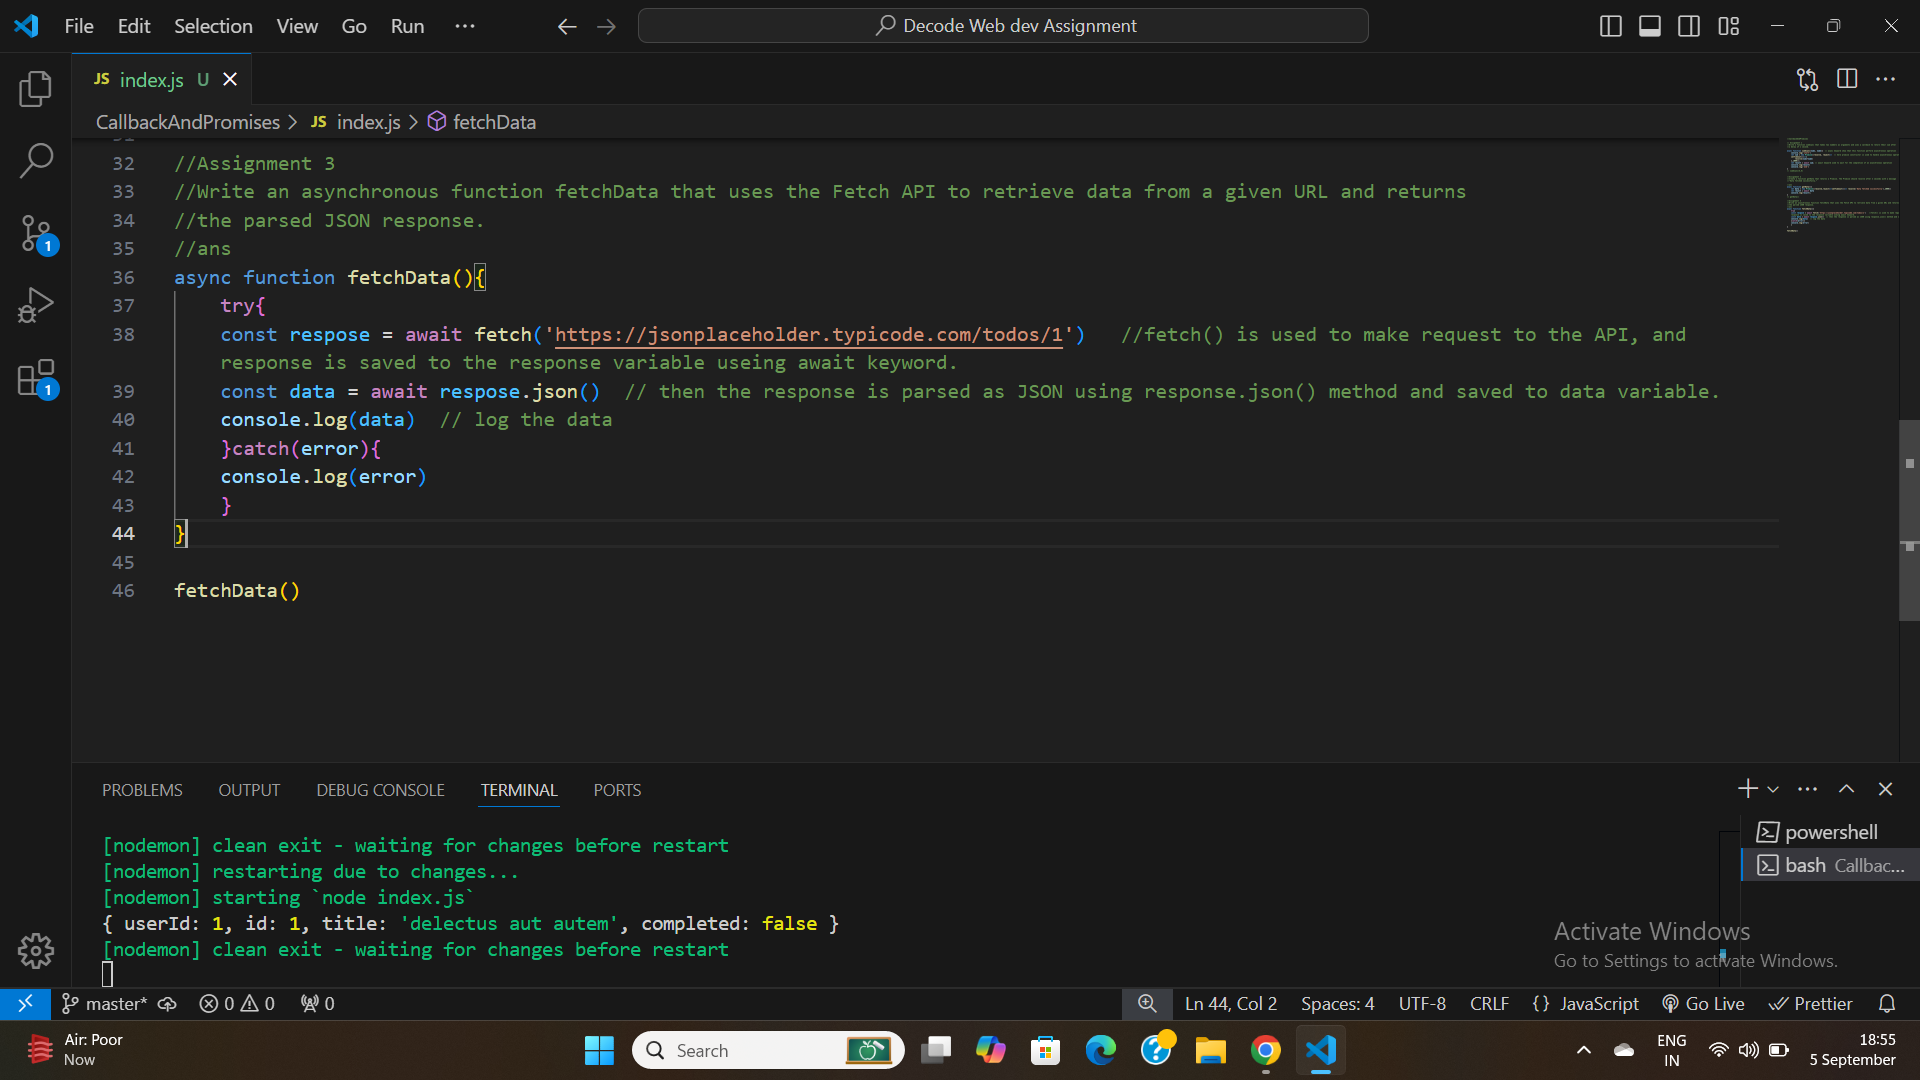 File Edit Selection View Go Run ··· Decode Web dev Assignment
JS index.js U
CallbackAndPromises > JS index.js > fetchData
31
32 //Assignment 3
33 //Write an asynchronous function fetchData that uses the Fetch API to retrieve data from a given URL and returns
34 //the parsed JSON response.
35 //ans
36 async function fetchData(){
37 try{
38 const respose = await fetch('https://jsonplaceholder.typicode.com/todos/1') //fetch() is used to make request to the API, and
response is saved to the response variable useing await keyword.
39 const data = await respose.json() // then the response is parsed as JSON using response.json() method and saved to data variable.
40 console.log(data) // log the data
41 }catch(error){
42 console.log(error)
43 }
44 }
45
46 fetchData()
1
1
PROBLEMS OUTPUT DEBUG CONSOLE TERMINAL PORTS
[nodemon] clean exit - waiting for changes before restart
[nodemon] restarting due to changes...
[nodemon] starting `node index.js`
{ userId: 1, id: 1, title: 'delectus aut autem', completed: false }
[nodemon] clean exit - waiting for changes before restart
powershell
bash Callbac...
Activate Windows
Go to Settings to activate Windows.
master* 0 0 0 Ln 44, Col 2 Spaces: 4 UTF-8 CRLF {} JavaScript Go Live Prettier
Air: Poor
Now
Search
ENG
IN
18:55
5 September